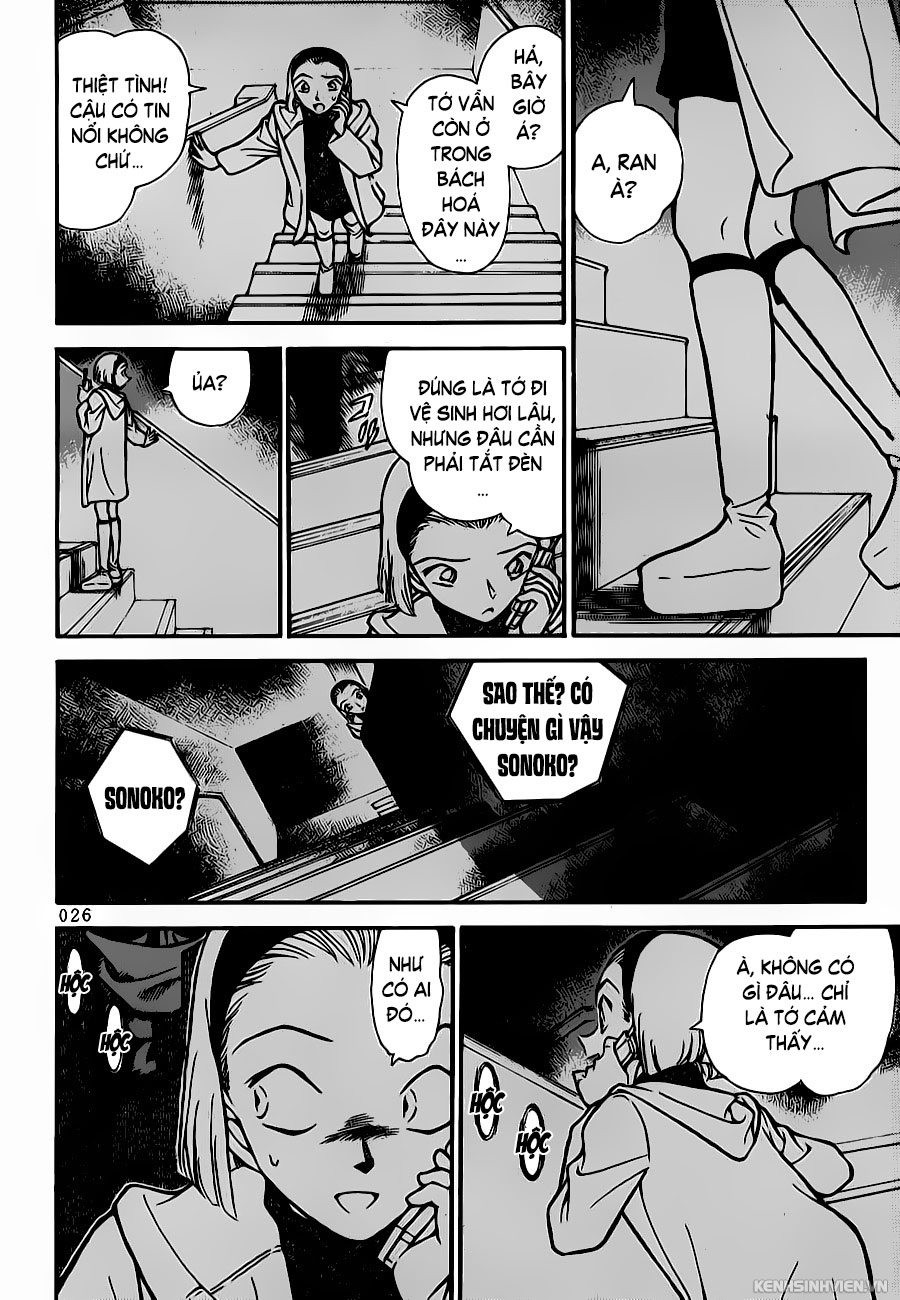 A, RAN
À?
HẢ,
BÂY
GIỜ
Á?
TỚ VẪN
CÒN Ở
TRONG
BÁCH
HOÁ
ĐÂY NÀY
...
THIỆT TÌNH!
CẬU CÓ TIN
NỔI KHÔNG
CHỨ...
ĐÚNG LÀ TỚ ĐI
VỆ SINH HƠI LÂU,
NHƯNG ĐÂU CẦN
PHẢI TẮT ĐÈN
...
ỦA?
SAO THẾ? CÓ
CHUYỆN GÌ VẬY
SONOKO?
SONOKO?
026
À, KHÔNG CÓ
GÌ ĐÂU... CHỈ
LÀ TỚ CẢM
THẤY...
HỘC
HỘC
NHƯ
CÓ AI
ĐÓ...
HỘC
HỘC
KENHSINHVIEN.VN